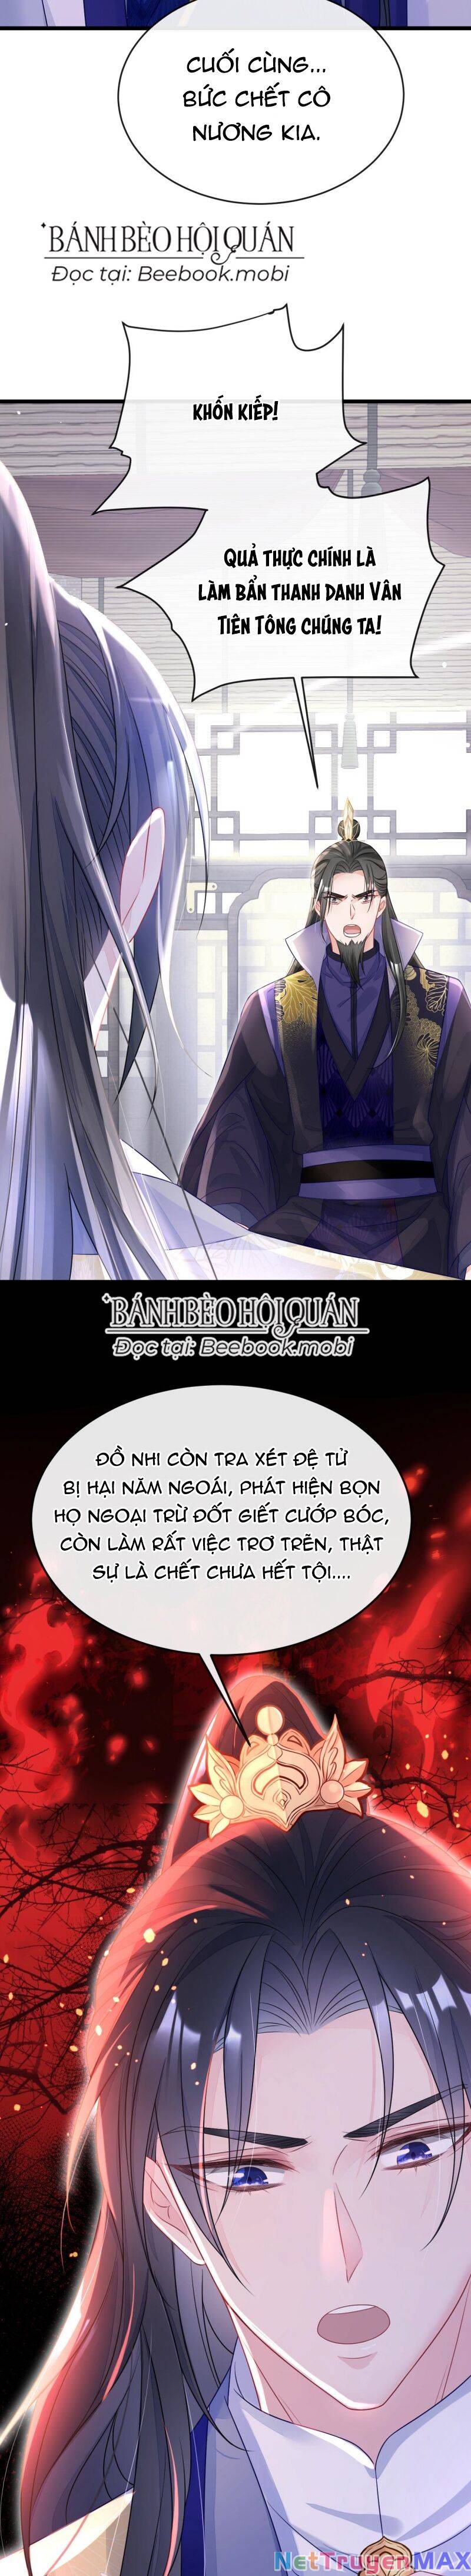 CUỐI CÙNG...
BỨC CHẾT CÔ
NƯƠNG KIA.
BÁNH BÈO HỘI QUÁN
Đọc tại: Beebook.mobi
KHỐN KIẾP!
QUẢ THỰC CHÍNH LÀ
LÀM BẨN THANH DANH VÂN
TIÊN TÔNG CHÚNG TA!
BÁNH BÈO HỘI QUÁN
Đọc tại: Beebook.mobi
ĐỒ NHI CÒN TRA XÉT ĐỆ TỬ
BỊ HẠI NĂM NGOÁI, PHÁT HIỆN BỌN
HỌ NGOẠI TRỪ ĐỐT GIẾT CƯỚP BÓC,
CÒN LÀM RẤT VIỆC TRƠ TRẼN, THẬT
SỰ LÀ CHẾT CHƯA HẾT TỘI....
NETTRUYENMAX